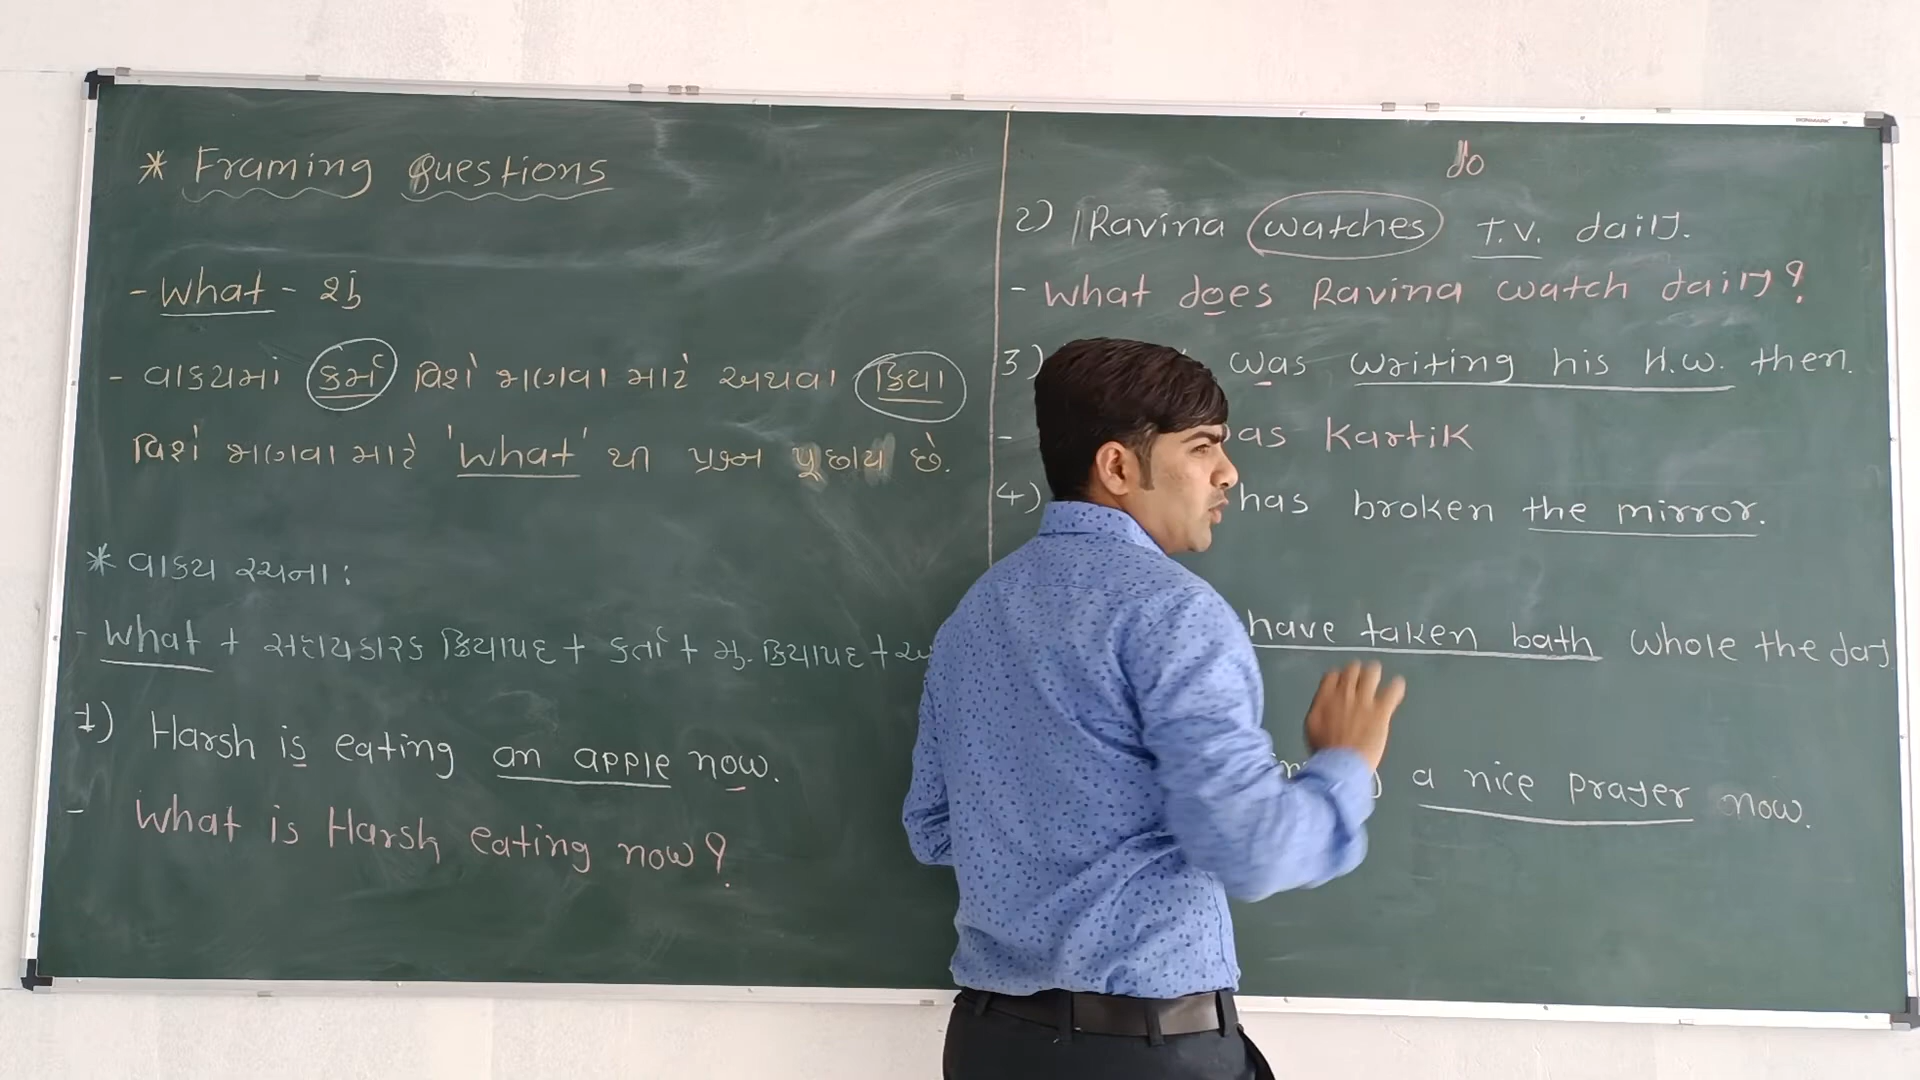 * Framing Questions
- What - શું
- વાક્યમાં કર્મ વિશે જાણવા માટે અથવા ક્રિયા
વિશે જાણવા માટે 'What' થી પ્રશ્ન પૂછાય છે.
* વાક્ય રચના :
- What + સહાયકારક ક્રિયાપદ + કર્તા + મુ. ક્રિયાપદ +
1) Harsh is eating an apple now.
- What is Harsh eating now?
do
2) Ravina watches T.V. daily.
- What does Ravina watch daily?
3) was writing his H.W. then.
- Kartik
4) has broken the mirror.
have taken bath whole the day
a nice prayer now.